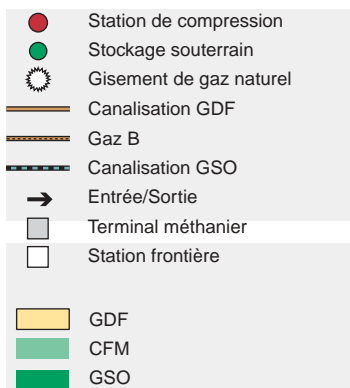 Station de compression
Stockage souterrain
Gisement de gaz naturel
Canalisation GDF
Gaz B
Canalisation GSO
Entrée/Sortie
Terminal méthanier
Station frontière
GDF
CFM
GSO